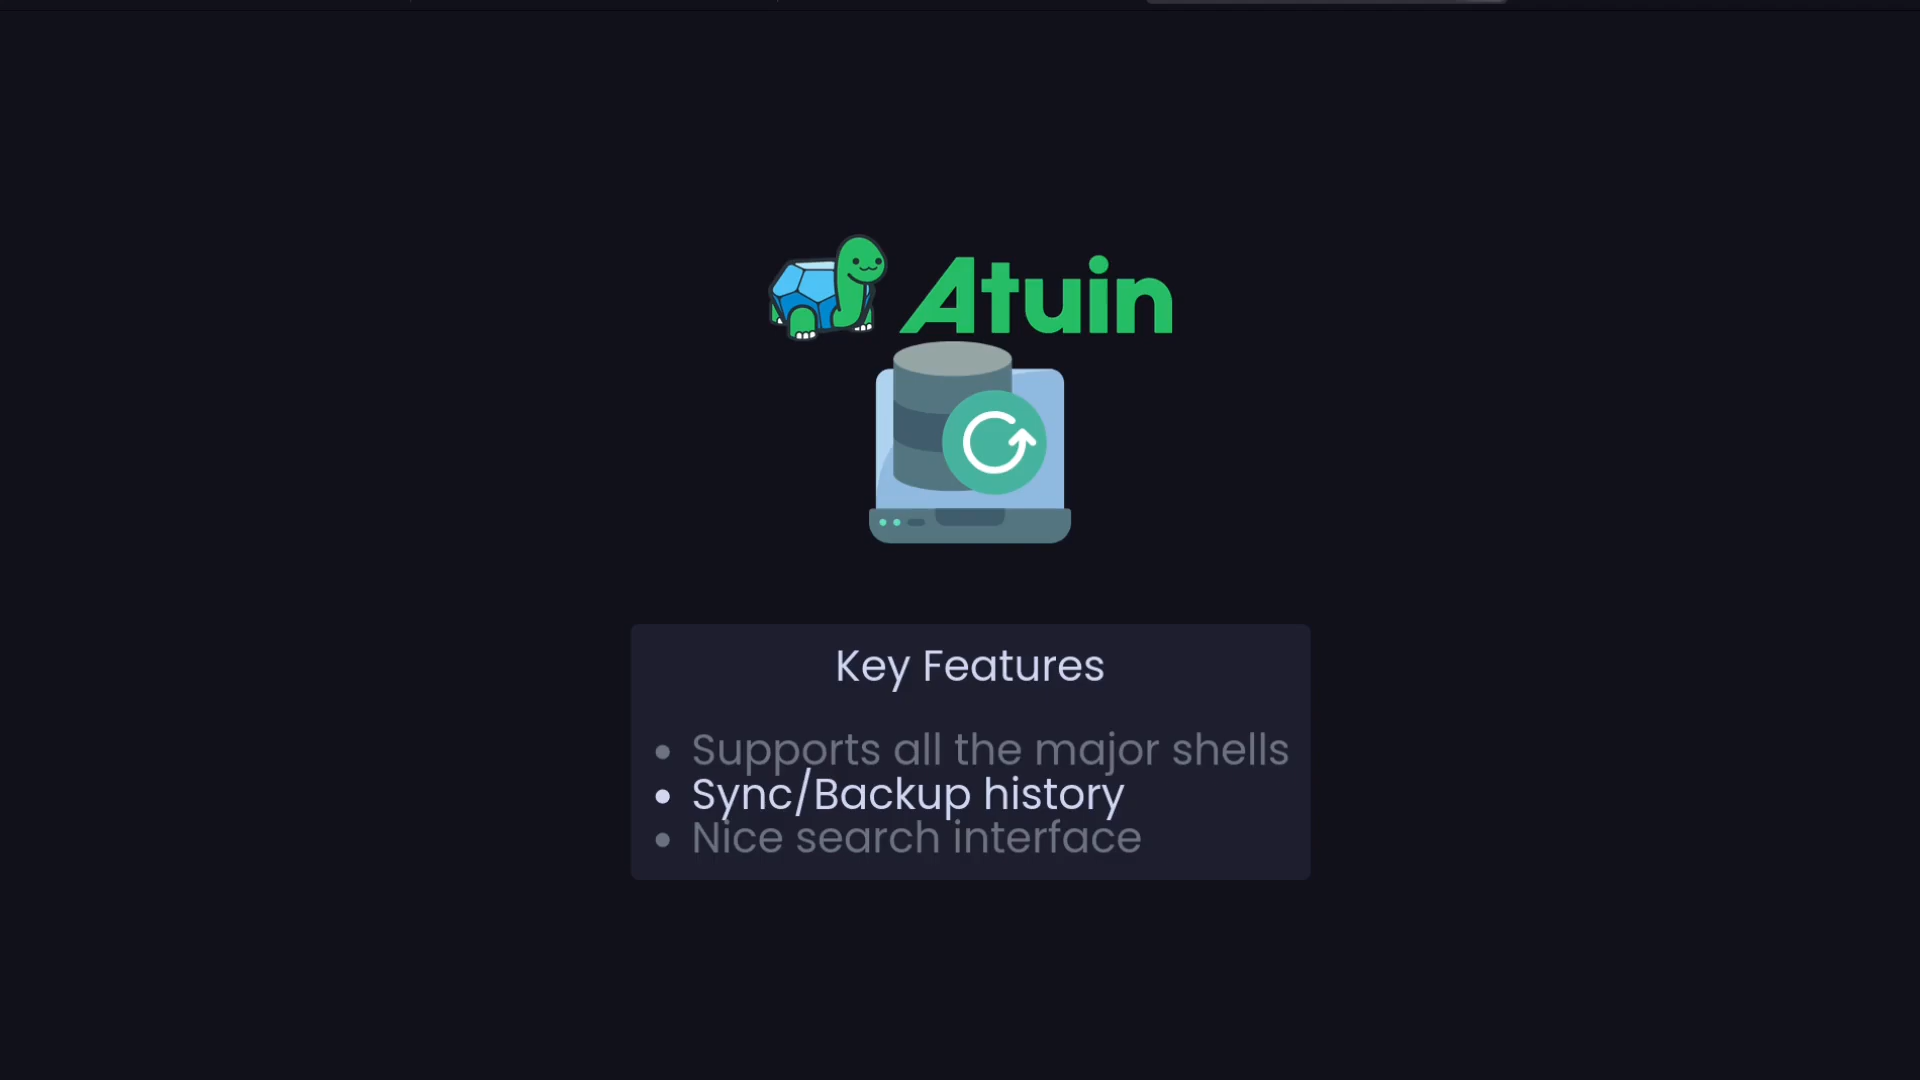 Atuin
Key Features
• Supports all the major shells
• Sync/Backup history
• Nice search interface